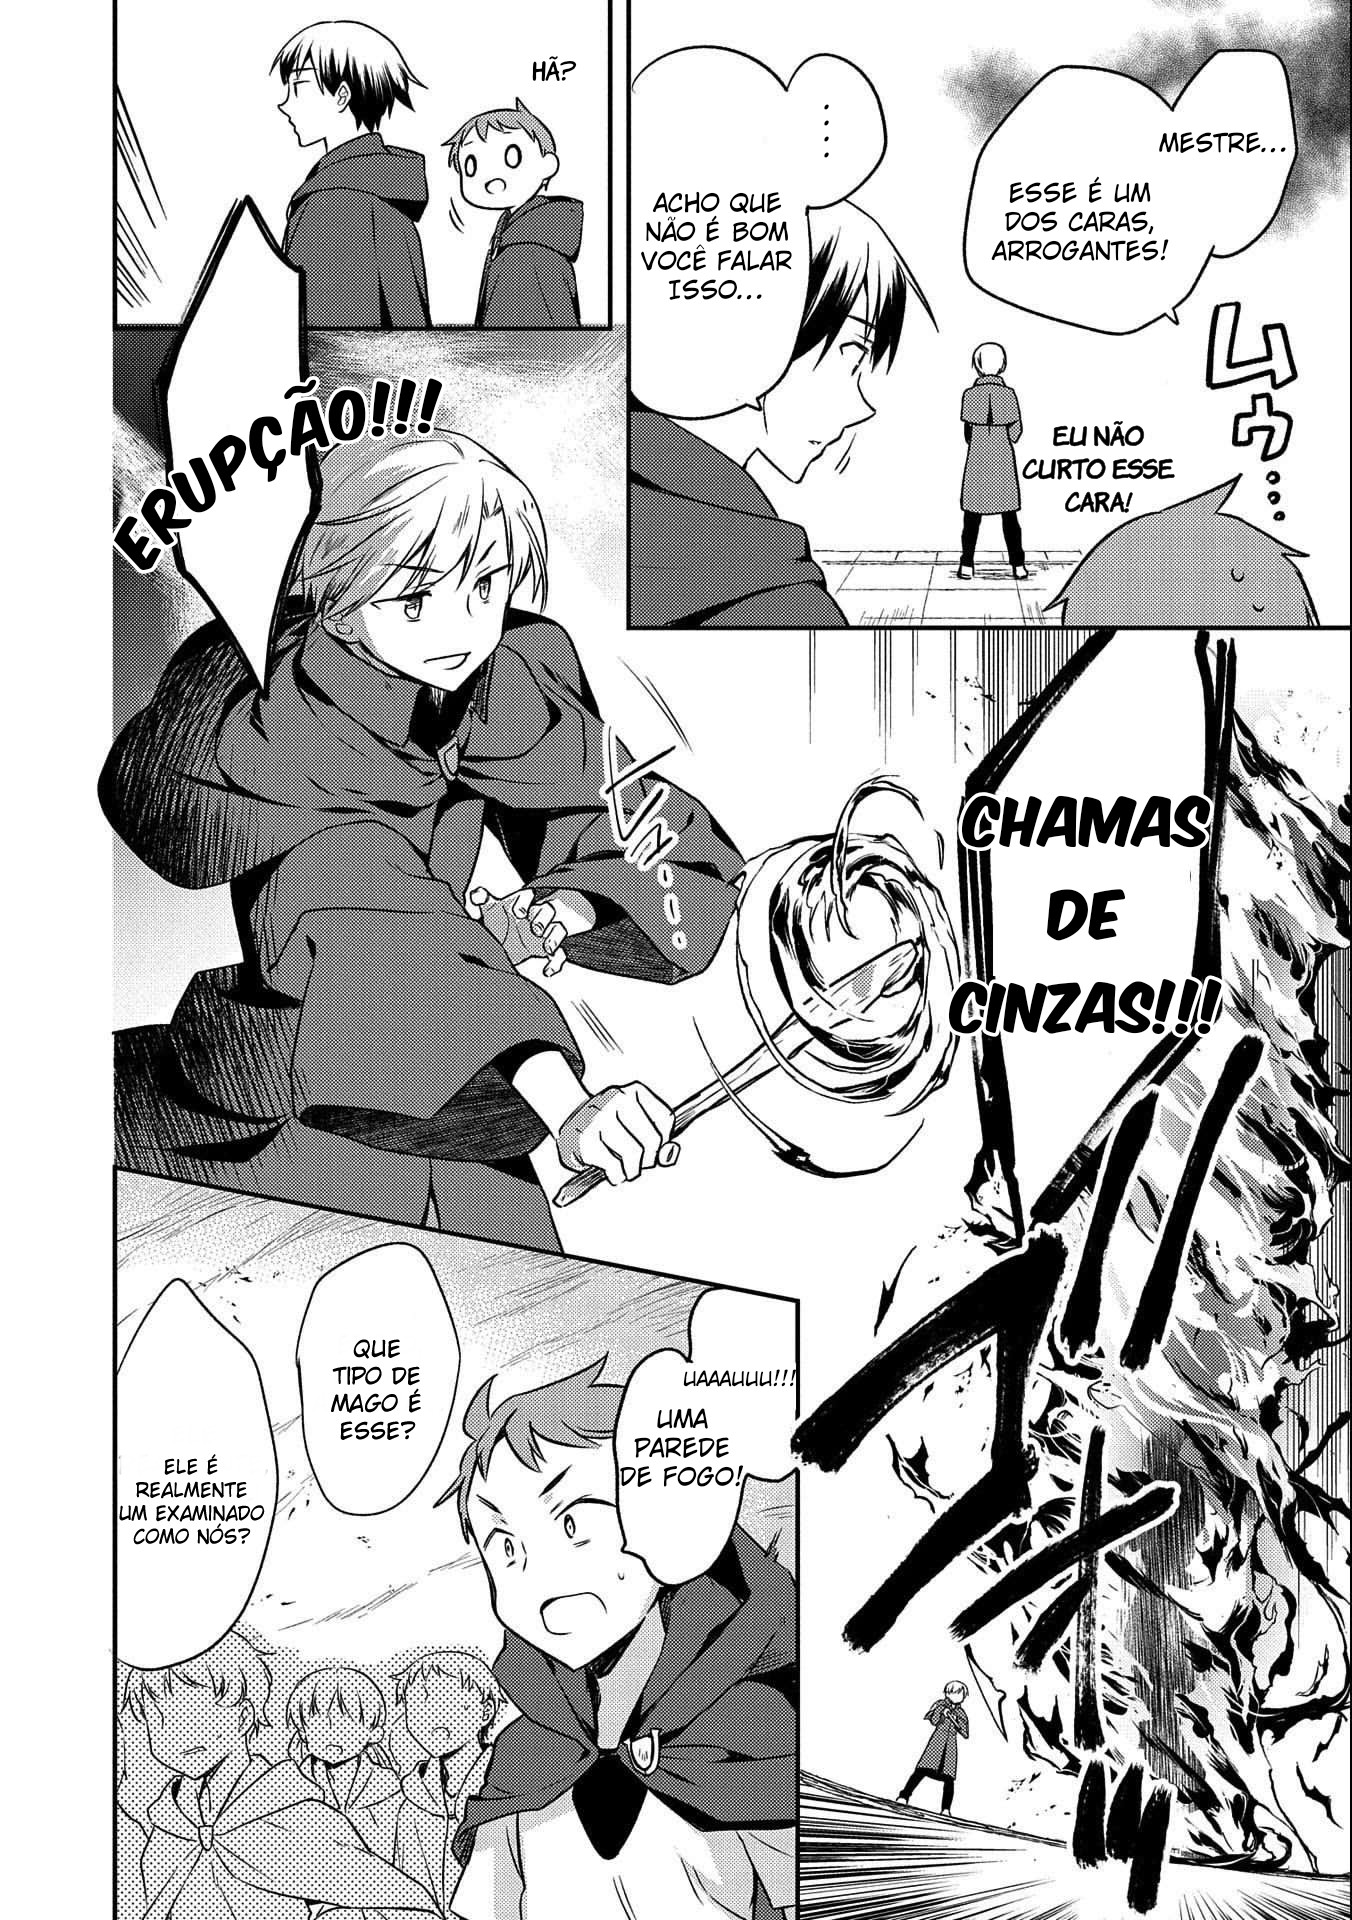 MESTRE...
ESSE É UM
DOS CARAS,
ARROGANTES!
ムゥ…
EU NÃO
CURTO ESSE
CARA!
...
ACHO QUE
NÃO É BOM
VOCÊ FALAR
ISSO...
HÃ?
CHAMAS
DE
CINZAS!!!
ERUPÇÃO!!!
UAAAUUU!!!
UMA
PAREDE
DE FOGO!
QUE
TIPO DE
MAGO É
ESSE?
ELE É
REALMENTE
UM EXAMINADO
COMO NÓS?